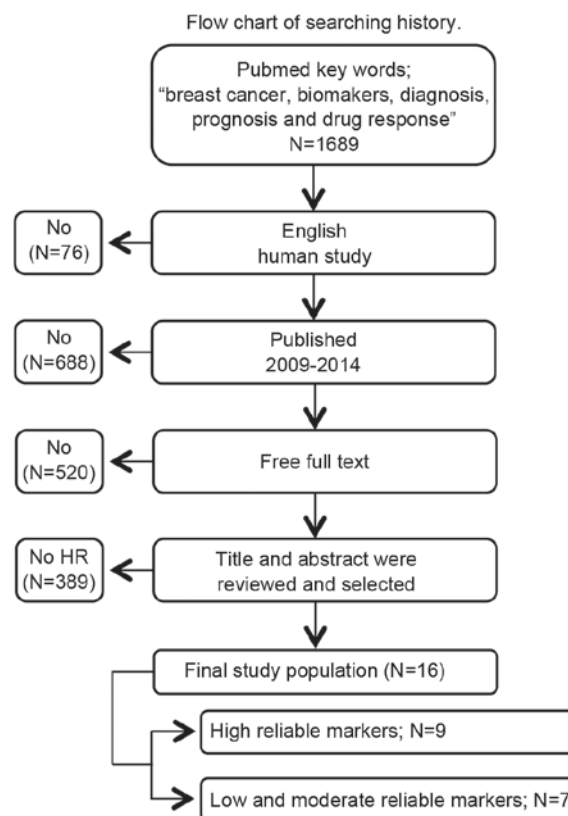 Flow chart of searching history.
Pubmed key words;
“breast cancer, biomakers, diagnosis,
prognosis and drug response”
N=1689
No
(N=76)
English
human study
No
(N=688)
Published
2009-2014
No
(N=520)
Free full text
No HR
(N=389)
Title and abstract were
reviewed and selected
Final study population (N=16)
High reliable markers; N=9
Low and moderate reliable markers; N=7